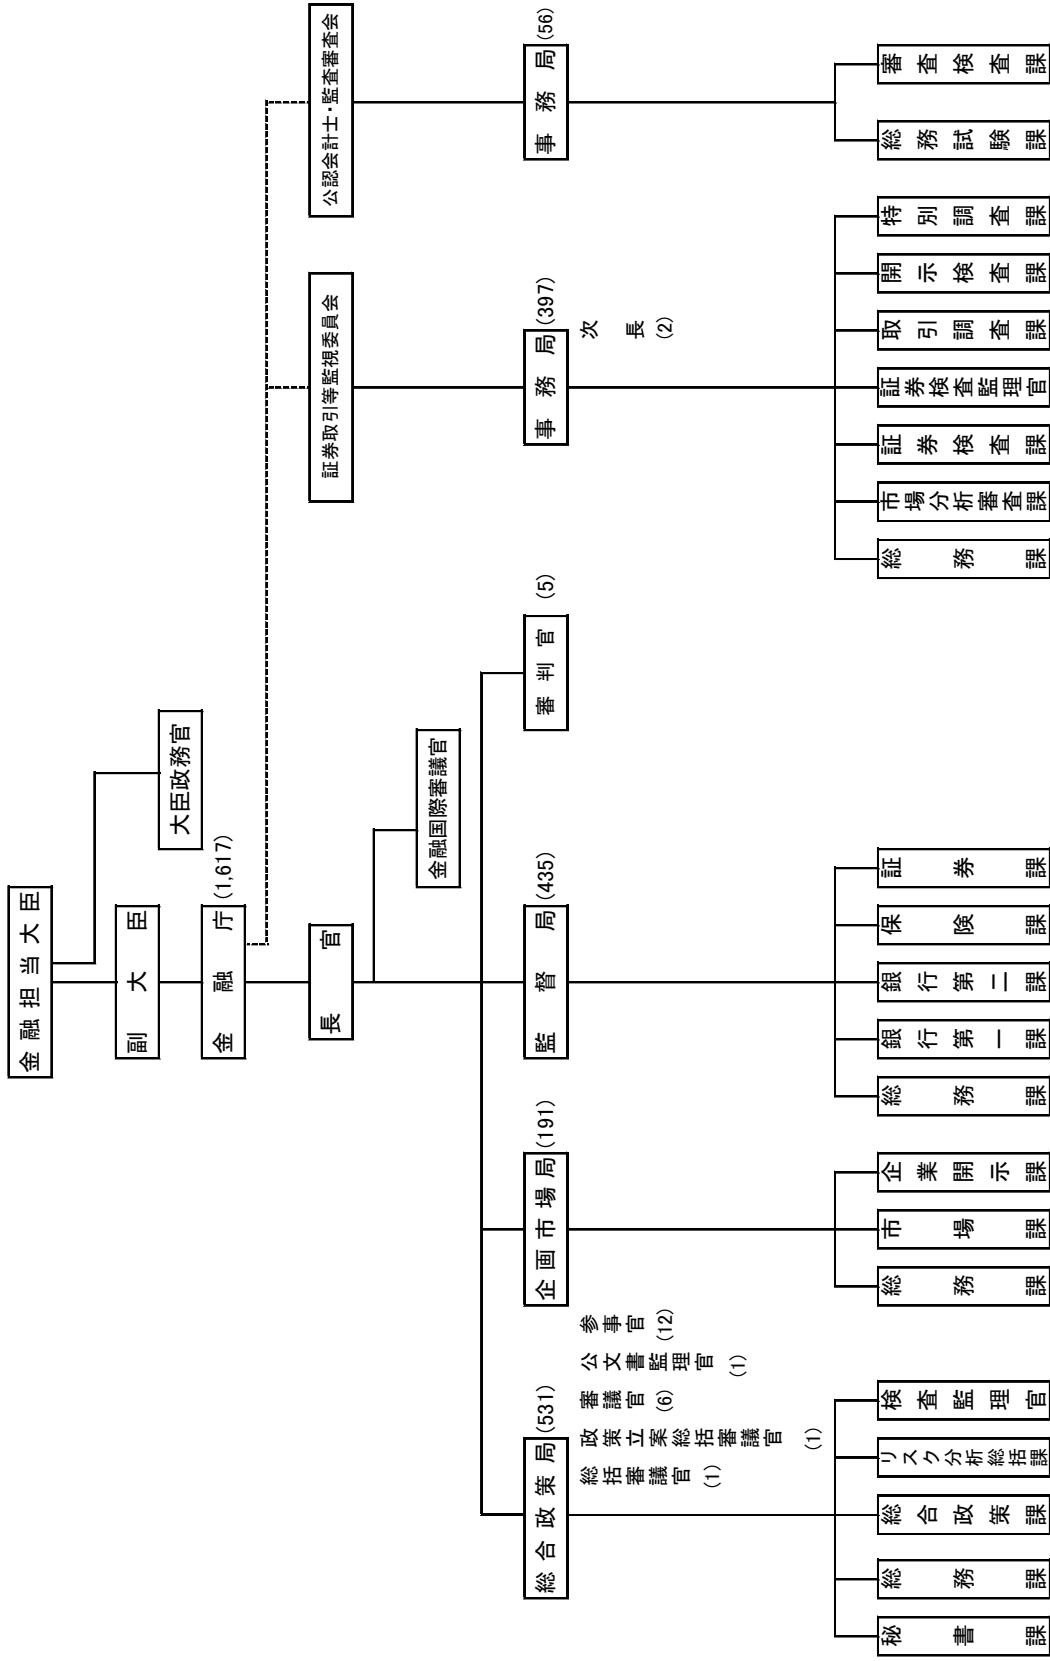 金融担当大臣
副大臣
大臣政務官
金融庁 (1,617)
長官
金融国際審議官
証券取引等監視委員会
公認会計士・監査審査会
総合政策局 (531)
総括審議官 (1)
政策立案総括審議官 (1)
審議官 (6)
公文書監理官 (1)
参事官 (12)
企画市場局 (191)
監督局 (435)
審判官 (5)
事務局 (397)
次長 (2)
事務局 (56)
秘書課
総務課
総合政策課
リスク分析総括課
検査監理官
総務課
市場課
企業開示課
総務課
銀行第一課
銀行第二課
保険課
証券課
総務課
市場分析審査課
証券検査課
証券検査監理官
取引調査課
開示検査課
特別調査課
総務試験課
審査検査課